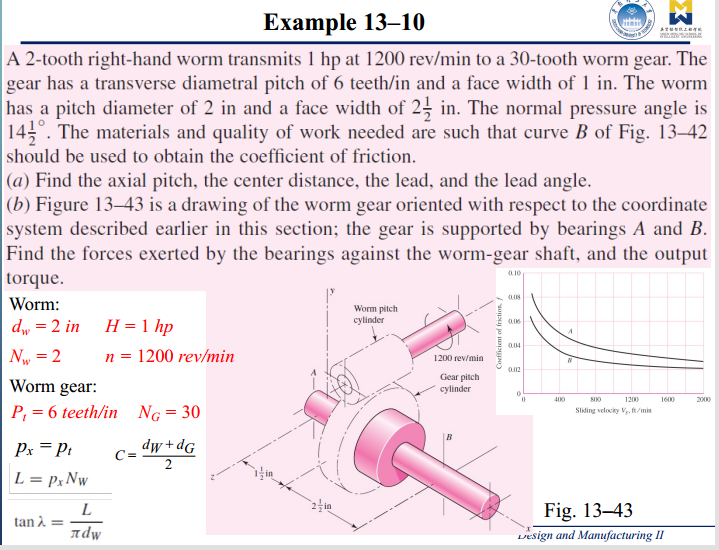 Example 13–10
A 2-tooth right-hand worm transmits 1 hp at 1200 rev/min to a 30-tooth worm gear. The
gear has a transverse diametral pitch of 6 teeth/in and a face width of 1 in. The worm
has a pitch diameter of 2 in and a face width of 2 1/2 in. The normal pressure angle is
14 1/2°. The materials and quality of work needed are such that curve B of Fig. 13–42
should be used to obtain the coefficient of friction.
(a) Find the axial pitch, the center distance, the lead, and the lead angle.
(b) Figure 13–43 is a drawing of the worm gear oriented with respect to the coordinate
system described earlier in this section; the gear is supported by bearings A and B.
Find the forces exerted by the bearings against the worm-gear shaft, and the output
torque.
Worm:
d_w = 2 in H = 1 hp
N_w = 2 n = 1200 rev/min
Worm gear:
P_t = 6 teeth/in N_G = 30
p_x = p_t
C = (d_W + d_G)/2
L = p_x N_W
tan λ = L/(πd_W)
y
Worm pitch
cylinder
1200 rev/min
Gear pitch
cylinder
A
B
z
1 1/2 in
2 1/2 in
x
0.10
0.08
0.06
0.04
0.02
0
Coefficient of friction, f
A
B
0 400 800 1200 1600 2000
Sliding velocity V_S, ft/min
Fig. 13–43
Design and Manufacturing II